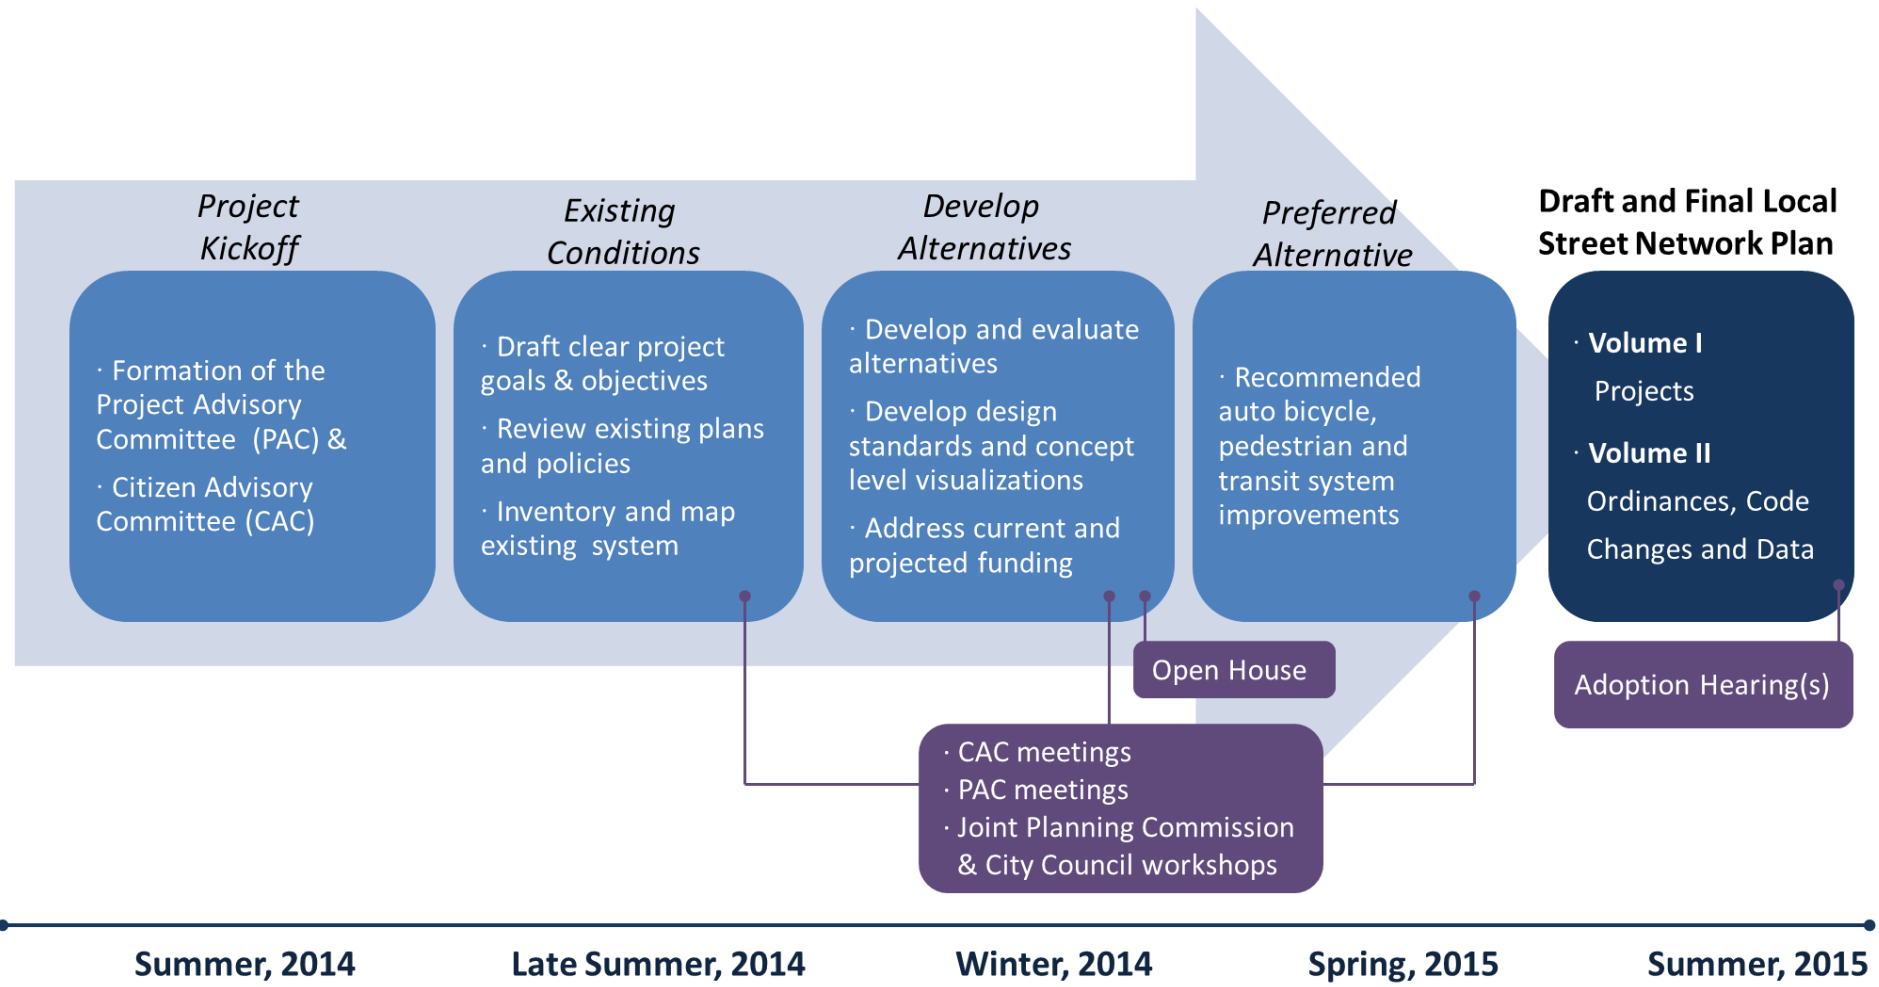 Project
Kickoff
· Formation of the
Project Advisory
Committee (PAC) &
· Citizen Advisory
Committee (CAC)
Existing
Conditions
· Draft clear project
goals & objectives
· Review existing plans
and policies
· Inventory and map
existing system
Develop
Alternatives
· Develop and evaluate
alternatives
· Develop design
standards and concept
level visualizations
· Address current and
projected funding
Preferred
Alternative
· Recommended
auto bicycle,
pedestrian and
transit system
improvements
Draft and Final Local
Street Network Plan
· Volume I
Projects
· Volume II
Ordinances, Code
Changes and Data
Open House
Adoption Hearing(s)
· CAC meetings
· PAC meetings
· Joint Planning Commission
& City Council workshops
Summer, 2014
Late Summer, 2014
Winter, 2014
Spring, 2015
Summer, 2015